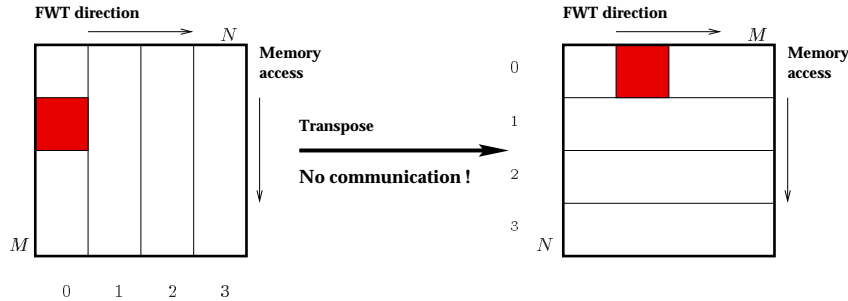 FWT direction
N
Memory
access
M
0 1 2 3
Transpose
No communication !
FWT direction
M
Memory
access
0
1
2
3
N